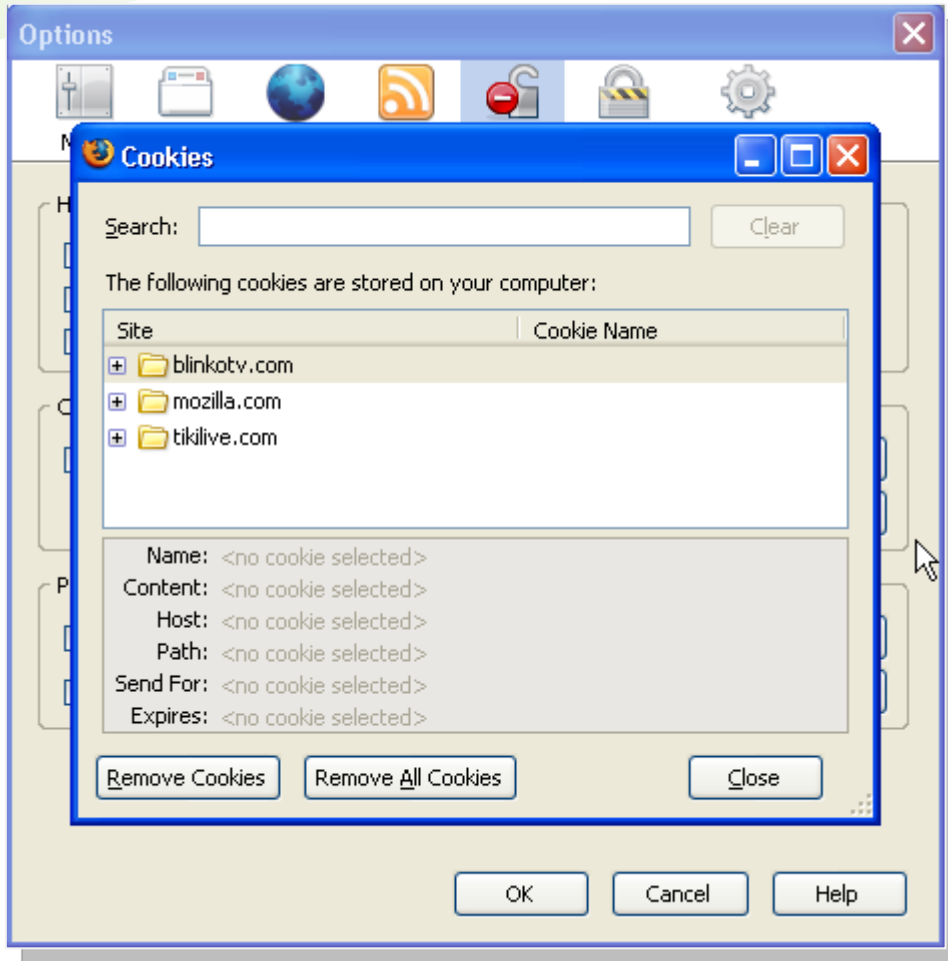 Options
Cookies
Search:
Clear
The following cookies are stored on your computer:
Site Cookie Name
blinkotv.com
mozilla.com
tikilive.com
Name: <no cookie selected>
Content: <no cookie selected>
Host: <no cookie selected>
Path: <no cookie selected>
Send For: <no cookie selected>
Expires: <no cookie selected>
Remove Cookies Remove All Cookies Close
OK Cancel Help